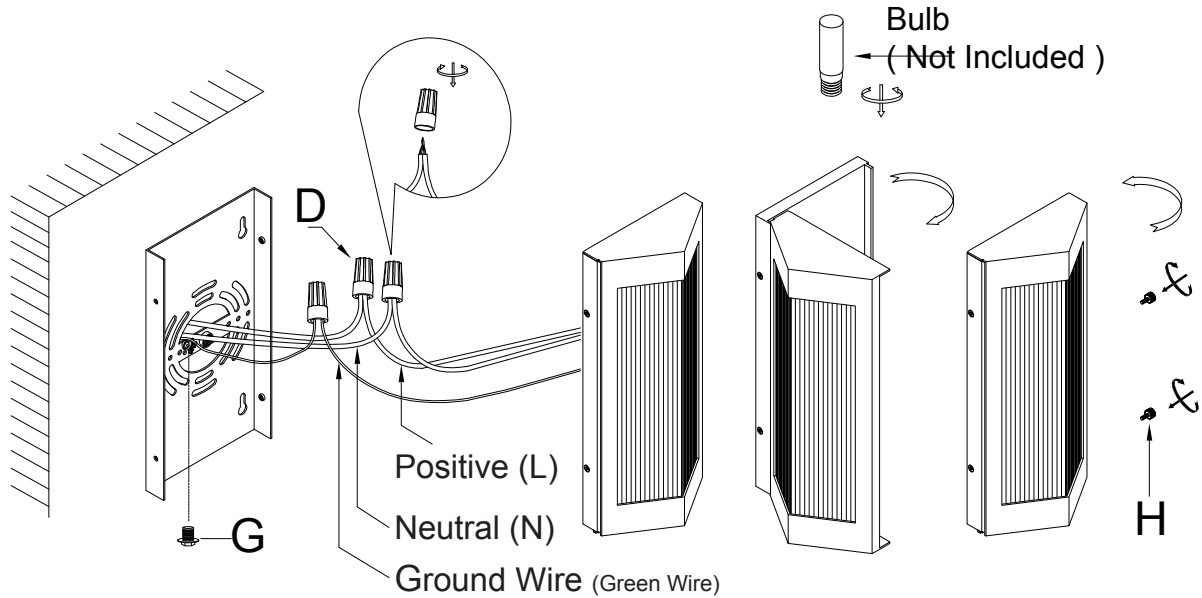 Bulb
( Not Included )
D
Positive (L)
Neutral (N)
Ground Wire (Green Wire)
G
H